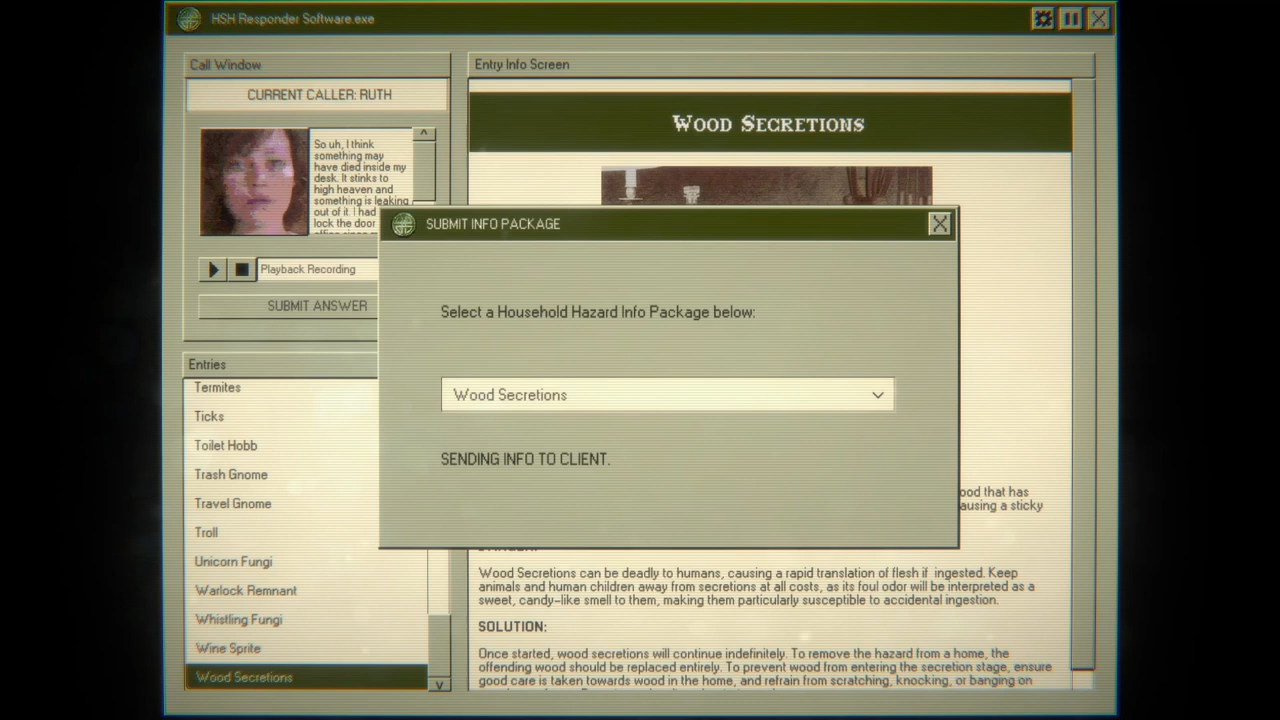 HSH Responder Software.exe
Call Window
CURRENT CALLER: RUTH
So uh, I think
something may
have died inside my
desk. It stinks to
high heaven and
something is leaking
out of it. I had
lock the door
Playback Recording
SUBMIT ANSWER
Entries
Termites
Ticks
Toilet Hobb
Trash Gnome
Travel Gnome
Troll
Unicorn Fungi
Warlock Remnant
Whistling Fungi
Wine Sprite
Wood Secretions
Entry Info Screen
Wood Secretions
SUBMIT INFO PACKAGE
Select a Household Hazard Info Package below:
Wood Secretions
SENDING INFO TO CLIENT.
ood that has
ausing a sticky
Wood Secretions can be deadly to humans, causing a rapid translation of flesh if ingested. Keep
animals and human children away from secretions at all costs, as its foul odor will be interpreted as a
sweet, candy-like smell to them, making them particularly susceptible to accidental ingestion.
SOLUTION:
Once started, wood secretions will continue indefinitely. To remove the hazard from a home, the
offending wood should be replaced entirely. To prevent wood from entering the secretion stage, ensure
good care is taken towards wood in the home, and refrain from scratching, knocking, or banging on